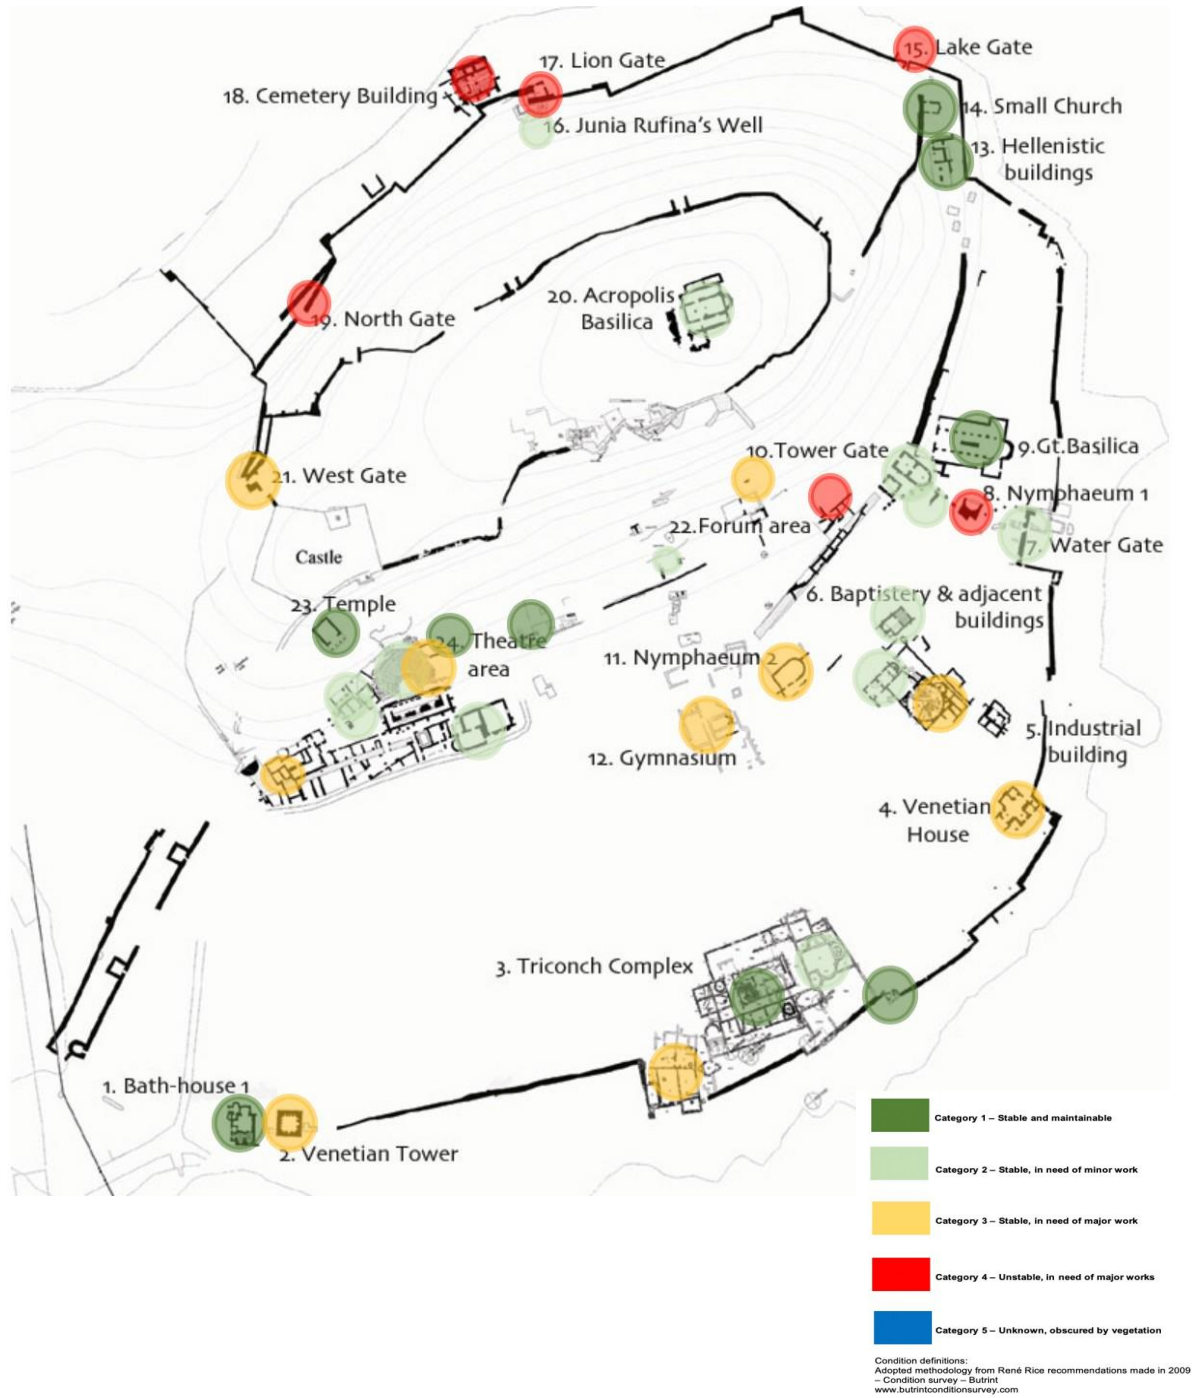 15. Lake Gate
17. Lion Gate
18. Cemetery Building
14. Small Church
16. Junia Rufina's Well
13. Hellenistic
buildings
20. Acropolis
Basilica
19. North Gate
10.Tower Gate
9.Gt.Basilica
21. West Gate
8. Nymphaeum 1
22.Forum area
7. Water Gate
Castle
6. Baptistery & adjacent
buildings
23. Temple
24. Theatre
area
11. Nymphaeum 2
12. Gymnasium
5. Industrial
building
4. Venetian
House
3. Triconch Complex
1. Bath-house 1
2. Venetian Tower
Category 1 – Stable and maintainable
Category 2 – Stable, in need of minor work
Category 3 – Stable, in need of major work
Category 4 – Unstable, in need of major works
Category 5 – Unknown, obscured by vegetation
Condition definitions:
Adopted methodology from René Rice recommendations made in 2009
– Condition survey – Butrint
www.butrintconditionsurvey.com